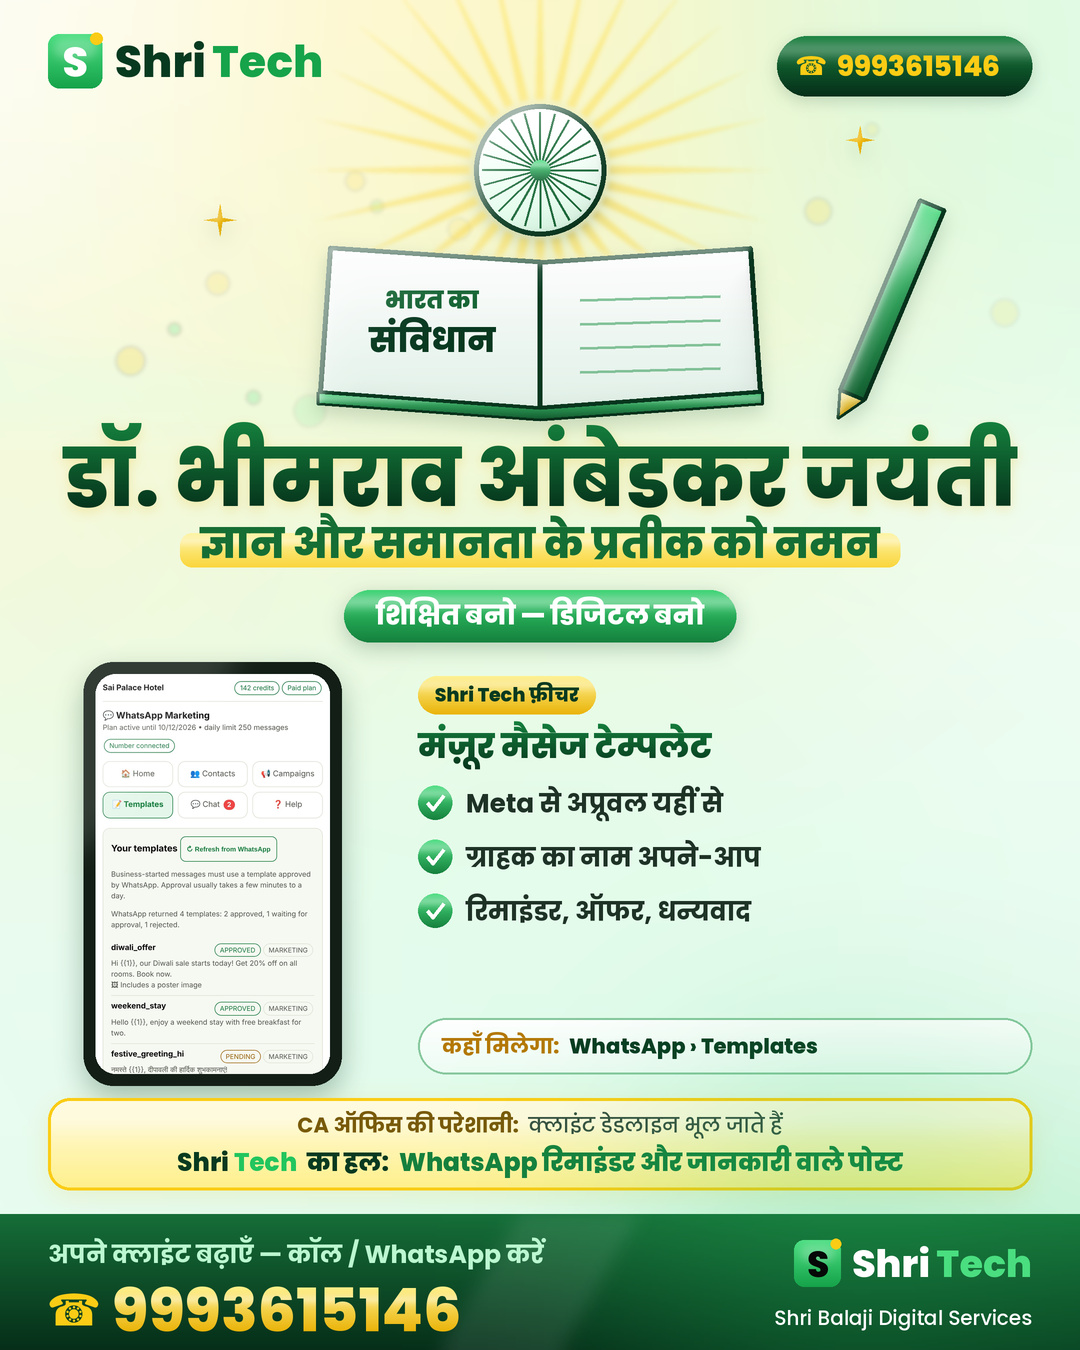 S Shri Tech
☎ 9993615146
भारत का
संविधान
डॉ. भीमराव आंबेडकर जयंती
ज्ञान और समानता के प्रतीक को नमन
शिक्षित बनो — डिजिटल बनो
Sai Palace Hotel
142 credits
Paid plan
💬 WhatsApp Marketing
Plan active until 10/12/2026 • daily limit 250 messages
Number connected
🏠 Home
👥 Contacts
📢 Campaigns
📝 Templates
💬 Chat 2
❓ Help
Your templates
↻ Refresh from WhatsApp
Business-started messages must use a template approved
by WhatsApp. Approval usually takes a few minutes to a
day.
WhatsApp returned 4 templates: 2 approved, 1 waiting for
approval, 1 rejected.
diwali_offer
APPROVED
MARKETING
Hi {{1}}, our Diwali sale starts today! Get 20% off on all
rooms. Book now.
🖼 Includes a poster image
weekend_stay
APPROVED
MARKETING
Hello {{1}}, enjoy a weekend stay with free breakfast for
two.
festive_greeting_hi
PENDING
MARKETING
नमस्ते {{1}}, दीपावली की हार्दिक शुभकामनाएं!
Shri Tech फ़ीचर
मंज़ूर मैसेज टेम्पलेट
Meta से अप्रूवल यहीं से
ग्राहक का नाम अपने-आप
रिमाइंडर, ऑफर, धन्यवाद
कहाँ मिलेगा: WhatsApp › Templates
CA ऑफिस की परेशानी: क्लाइंट डेडलाइन भूल जाते हैं
Shri Tech का हल: WhatsApp रिमाइंडर और जानकारी वाले पोस्ट
अपने क्लाइंट बढ़ाएँ — कॉल / WhatsApp करें
☎ 9993615146
S Shri Tech
Shri Balaji Digital Services